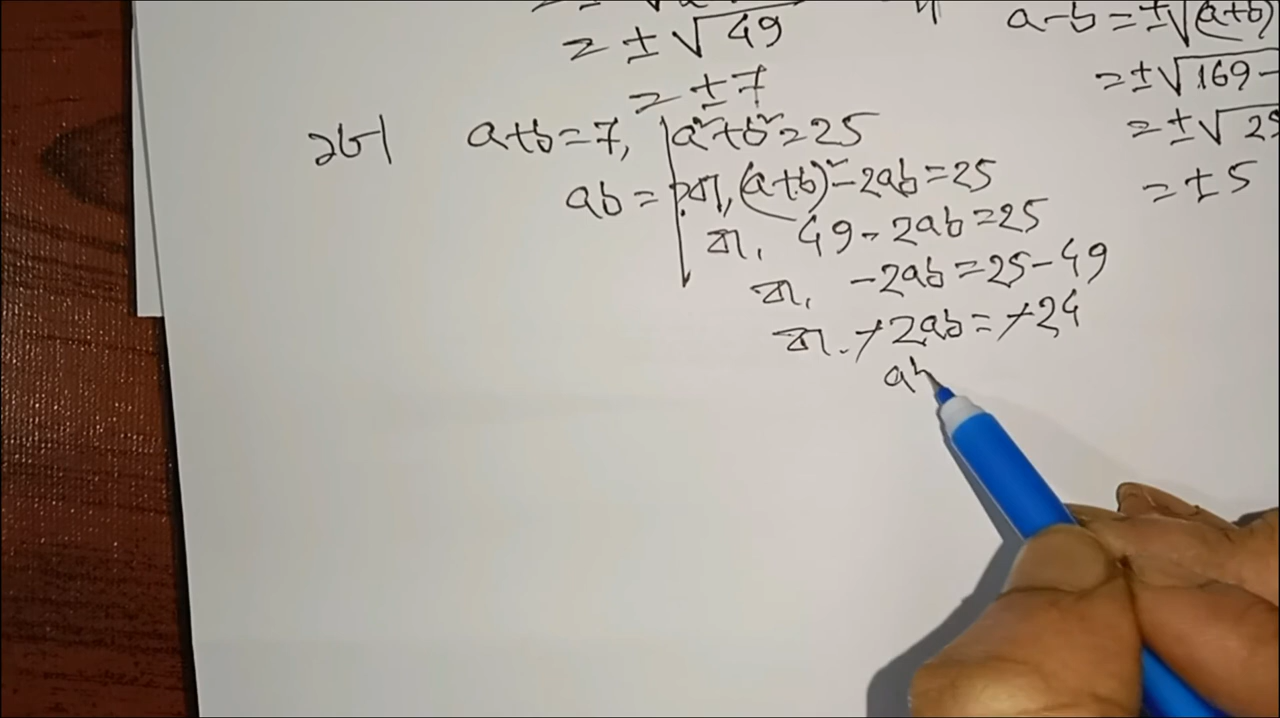 = ± √49
= ± 7
২৮। a+b=7, a²+b²=25
ab = ? বা, (a+b)² - 2ab = 25
বা, 49 - 2ab = 25
বা, -2ab = 25 - 49
বা, -2ab = -24
ab
a-b = ±√(a+b)
= ±√169 -
= ±√25
= ± 5